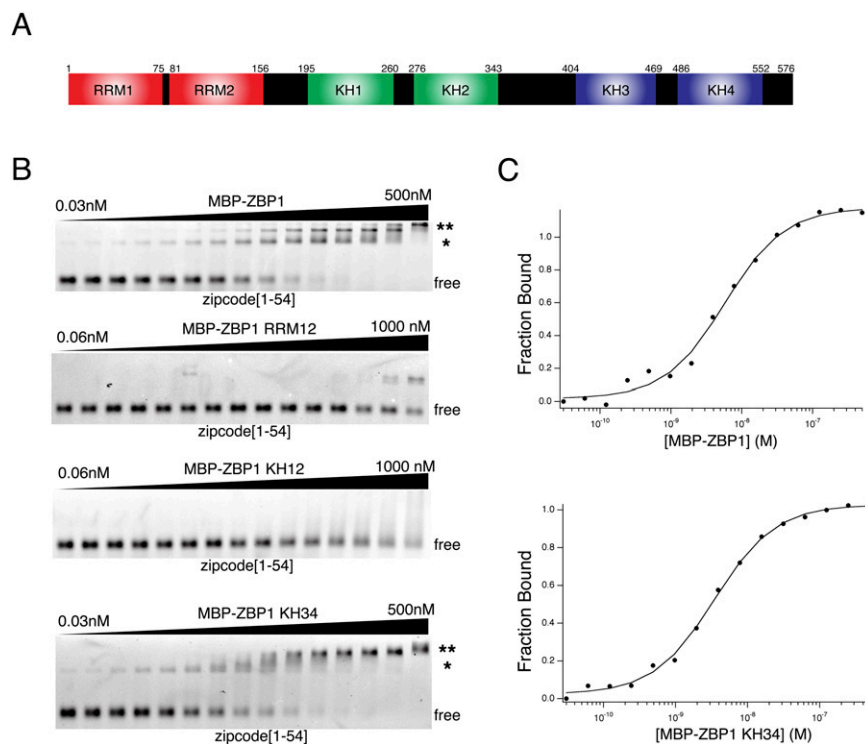 A
1 75 81 156 195 260 276 343 404 469 486 552 576
RRM1 RRM2 KH1 KH2 KH3 KH4
B
0.03nM MBP-ZBP1 500nM
**
*
free
zipcode[1-54]
0.06nM MBP-ZBP1 RRM12 1000 nM
free
zipcode[1-54]
0.06nM MBP-ZBP1 KH12 1000 nM
free
zipcode[1-54]
0.03nM MBP-ZBP1 KH34 500nM
**
*
free
zipcode[1-54]
C
Fraction Bound
1.0
0.8
0.6
0.4
0.2
0.0
10-10 10-9 10-8 10-7
[MBP-ZBP1] (M)
Fraction Bound
1.0
0.8
0.6
0.4
0.2
0.0
10-10 10-9 10-8 10-7
[MBP-ZBP1 KH34] (M)